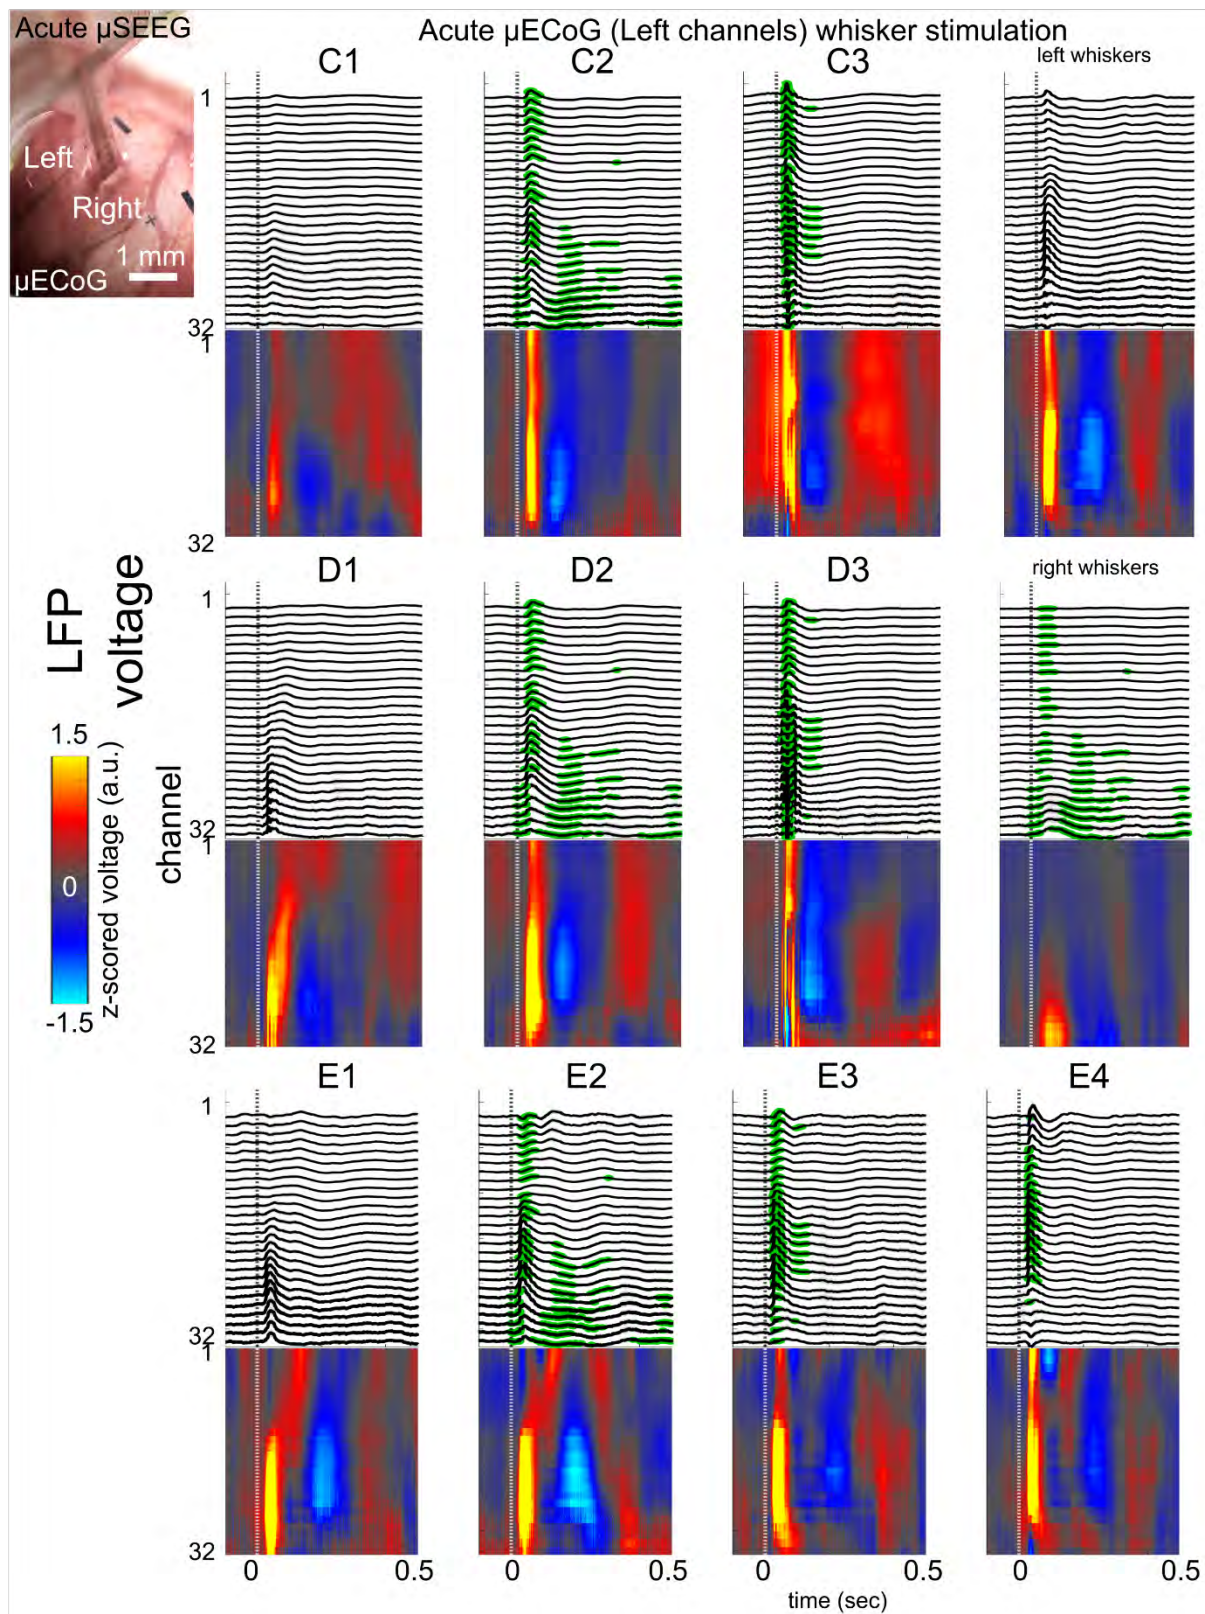 Acute µSEEG
Acute µECoG (Left channels) whisker stimulation
Left
Right
1 mm
µECoG
C1
C2
C3
left whiskers
1
32
1
32
D1
D2
D3
right whiskers
LFP
voltage
1.5
0
-1.5
z-scored voltage (a.u.)
channel
1
32
1
32
E1
E2
E3
E4
1
32
1
32
0
0.5
0
0.5
0
0.5
0
0.5
time (sec)